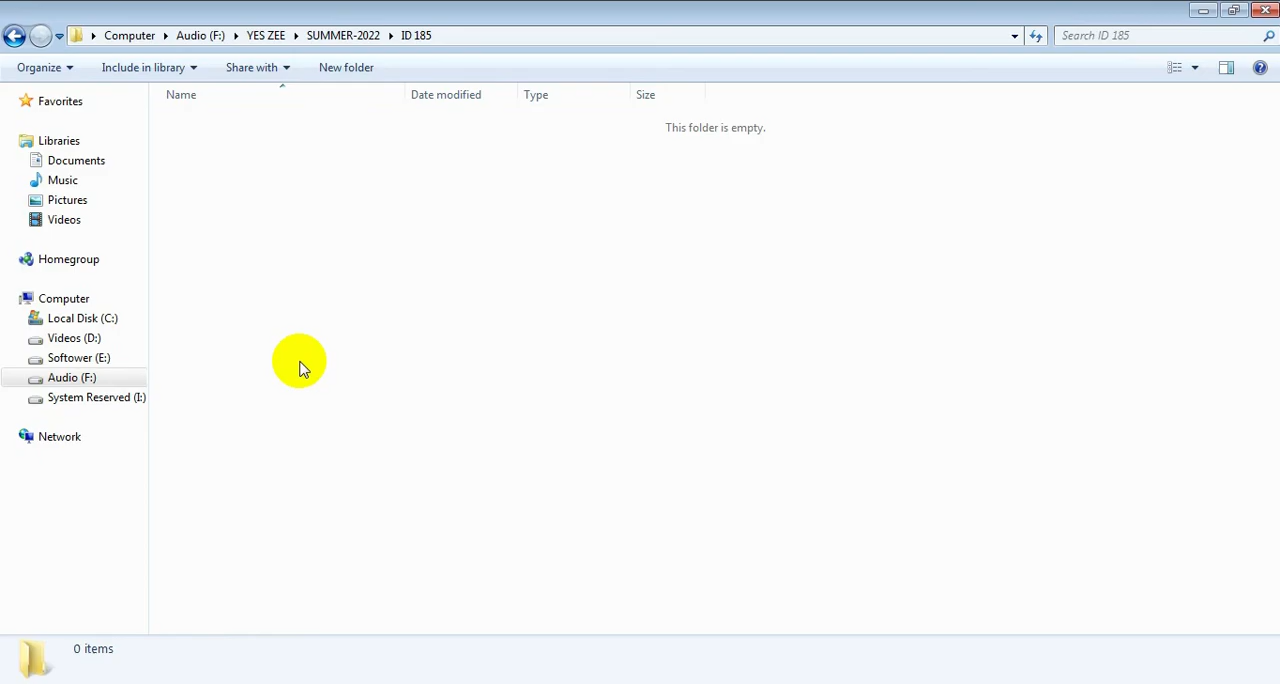 Computer Audio (F:) YES ZEE SUMMER-2022 ID 185 Search ID 185
Organize Include in library Share with New folder
Name Date modified Type Size
This folder is empty.
Favorites
Libraries
Documents
Music
Pictures
Videos
Homegroup
Computer
Local Disk (C:)
Videos (D:)
Softower (E:)
Audio (F:)
System Reserved (I:)
Network
0 items